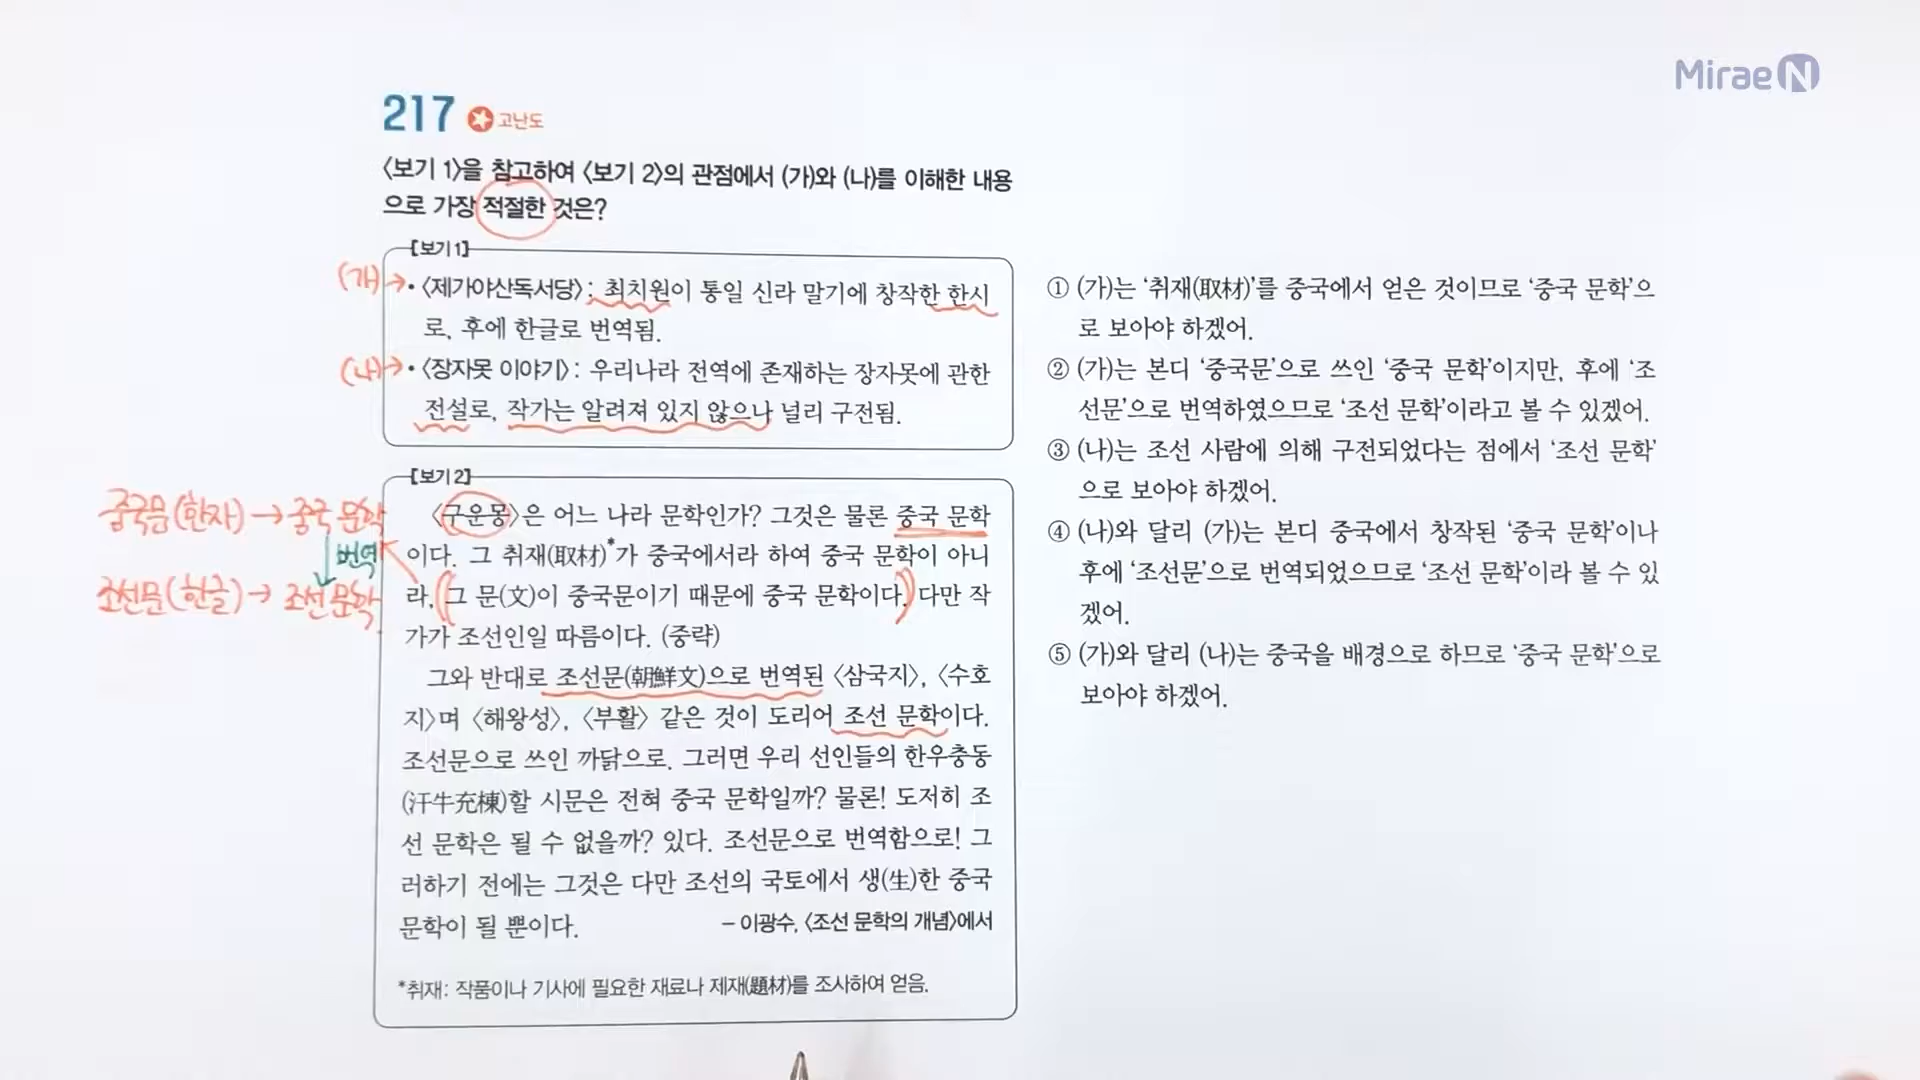 Mirae N
217 고난도
<보기 1>을 참고하여 <보기 2>의 관점에서 (가)와 (나)를 이해한 내용
으로 가장 적절한 것은?
[보기 1]
(가)→
• <제가야산독서당>: 최치원이 통일 신라 말기에 창작한 한시
로, 후에 한글로 번역됨.
(나)→
• <장자못 이야기>: 우리나라 전역에 존재하는 장자못에 관한
전설로, 작가는 알려져 있지 않으나 널리 구전됨.
[보기 2]
중국문(한자)→중국 문학
번역
조선문(한글)→조선문학
<구운몽>은 어느 나라 문학인가? 그것은 물론 중국 문학
이다. 그 취재(取材)*가 중국에서라 하여 중국 문학이 아니
라, 그 문(文)이 중국문이기 때문에 중국 문학이다. 다만 작
가가 조선인일 따름이다. (중략)
그와 반대로 조선문(朝鮮文)으로 번역된 <삼국지>, <수호
지>며 <해왕성>, <부활> 같은 것이 도리어 조선 문학이다.
조선문으로 쓰인 까닭으로. 그러면 우리 선인들의 한우충동
(汗牛充棟)할 시문은 전혀 중국 문학일까? 물론! 도저히 조
선 문학은 될 수 없을까? 있다. 조선문으로 번역함으로! 그
러하기 전에는 그것은 다만 조선의 국토에서 생(生)한 중국
문학이 될 뿐이다.
– 이광수, <조선 문학의 개념>에서
*취재: 작품이나 기사에 필요한 재료나 제재(題材)를 조사하여 얻음.
① (가)는 ‘취재(取材)’를 중국에서 얻은 것이므로 ‘중국 문학’으
로 보아야 하겠어.
② (가)는 본디 ‘중국문’으로 쓰인 ‘중국 문학’이지만, 후에 ‘조
선문’으로 번역하였으므로 ‘조선 문학’이라고 볼 수 있겠어.
③ (나)는 조선 사람에 의해 구전되었다는 점에서 ‘조선 문학’
으로 보아야 하겠어.
④ (나)와 달리 (가)는 본디 중국에서 창작된 ‘중국 문학’이나
후에 ‘조선문’으로 번역되었으므로 ‘조선 문학’이라 볼 수 있
겠어.
⑤ (가)와 달리 (나)는 중국을 배경으로 하므로 ‘중국 문학’으로
보아야 하겠어.